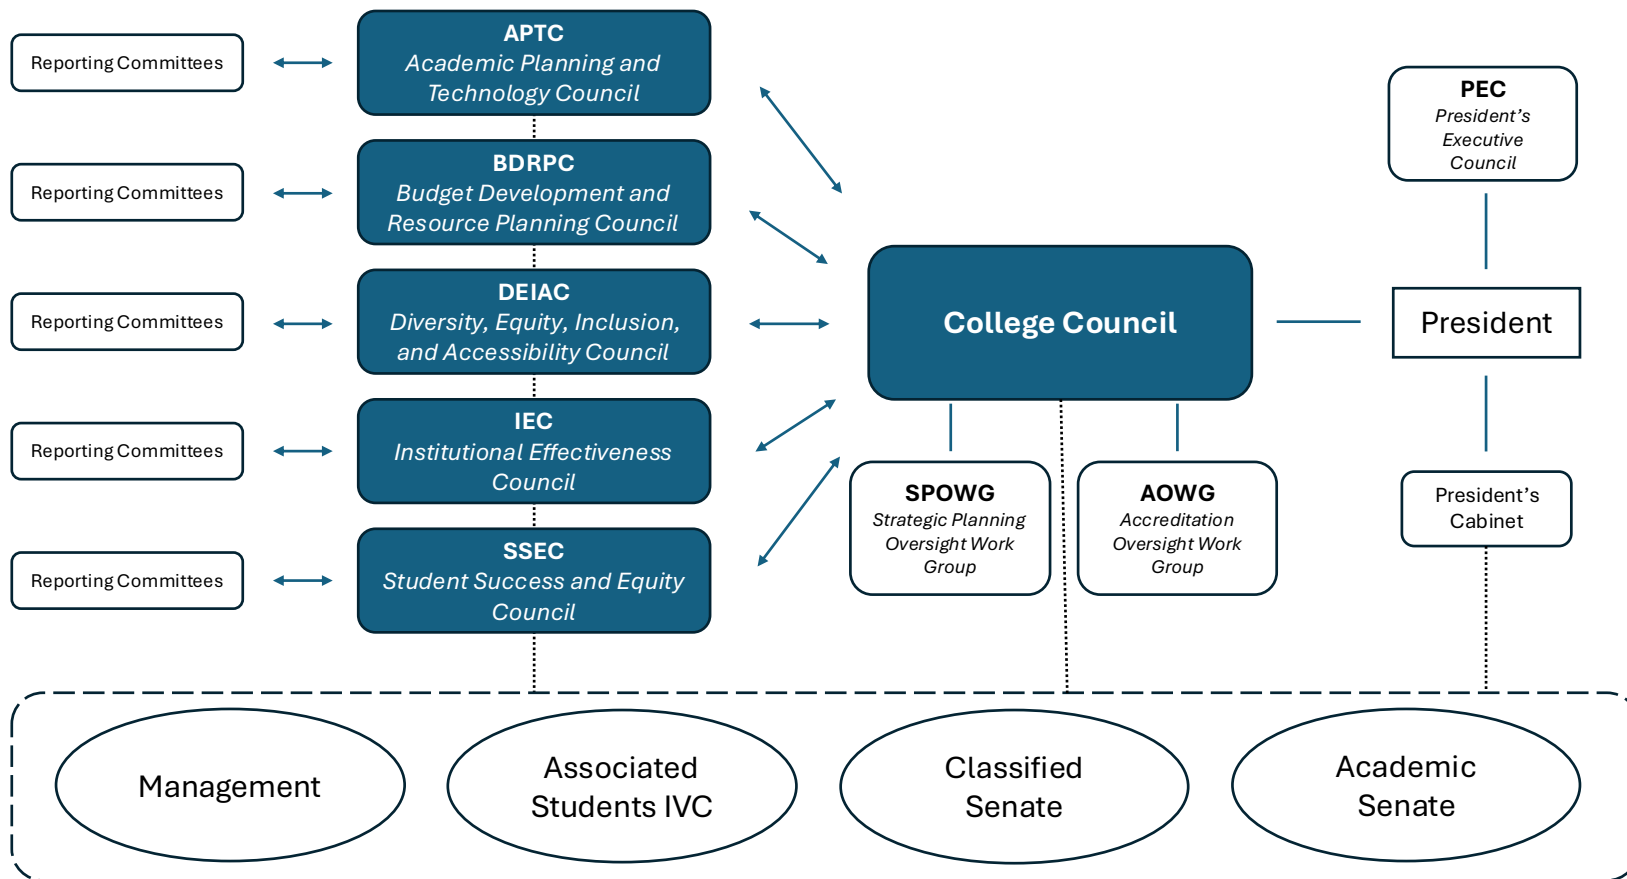 Reporting Committees
APTC
Academic Planning and
Technology Council
Reporting Committees
BDRPC
Budget Development and
Resource Planning Council
Reporting Committees
DEIAC
Diversity, Equity, Inclusion,
and Accessibility Council
Reporting Committees
IEC
Institutional Effectiveness
Council
Reporting Committees
SSEC
Student Success and Equity
Council
College Council
SPOWG
Strategic Planning
Oversight Work
Group
AOWG
Accreditation
Oversight Work
Group
PEC
President’s
Executive
Council
President
President’s
Cabinet
Management
Associated
Students IVC
Classified
Senate
Academic
Senate